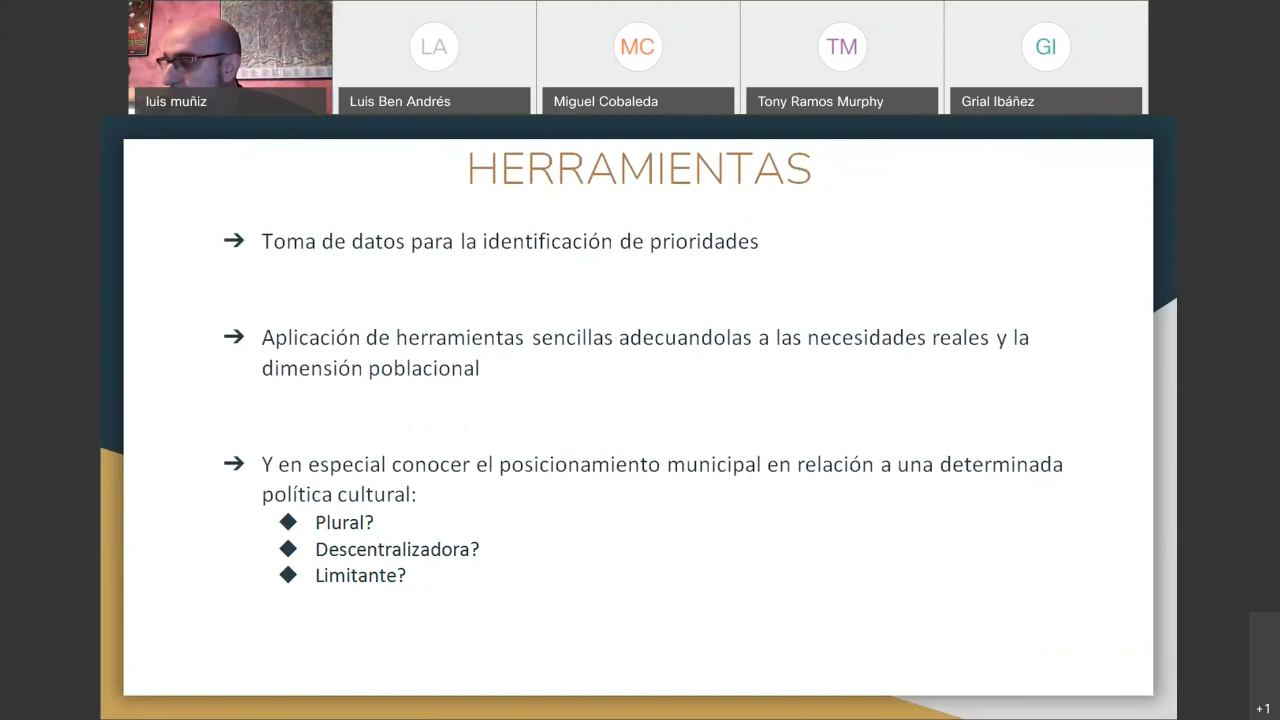 LA
MC
TM
GI
luis muñiz
Luis Ben Andrés
Miguel Cobaleda
Tony Ramos Murphy
Grial Ibáñez
HERRAMIENTAS
➔ Toma de datos para la identificación de prioridades
➔ Aplicación de herramientas sencillas adecuandolas a las necesidades reales y la
dimensión poblacional
➔ Y en especial conocer el posicionamiento municipal en relación a una determinada
política cultural:
◆ Plural?
◆ Descentralizadora?
◆ Limitante?
+1